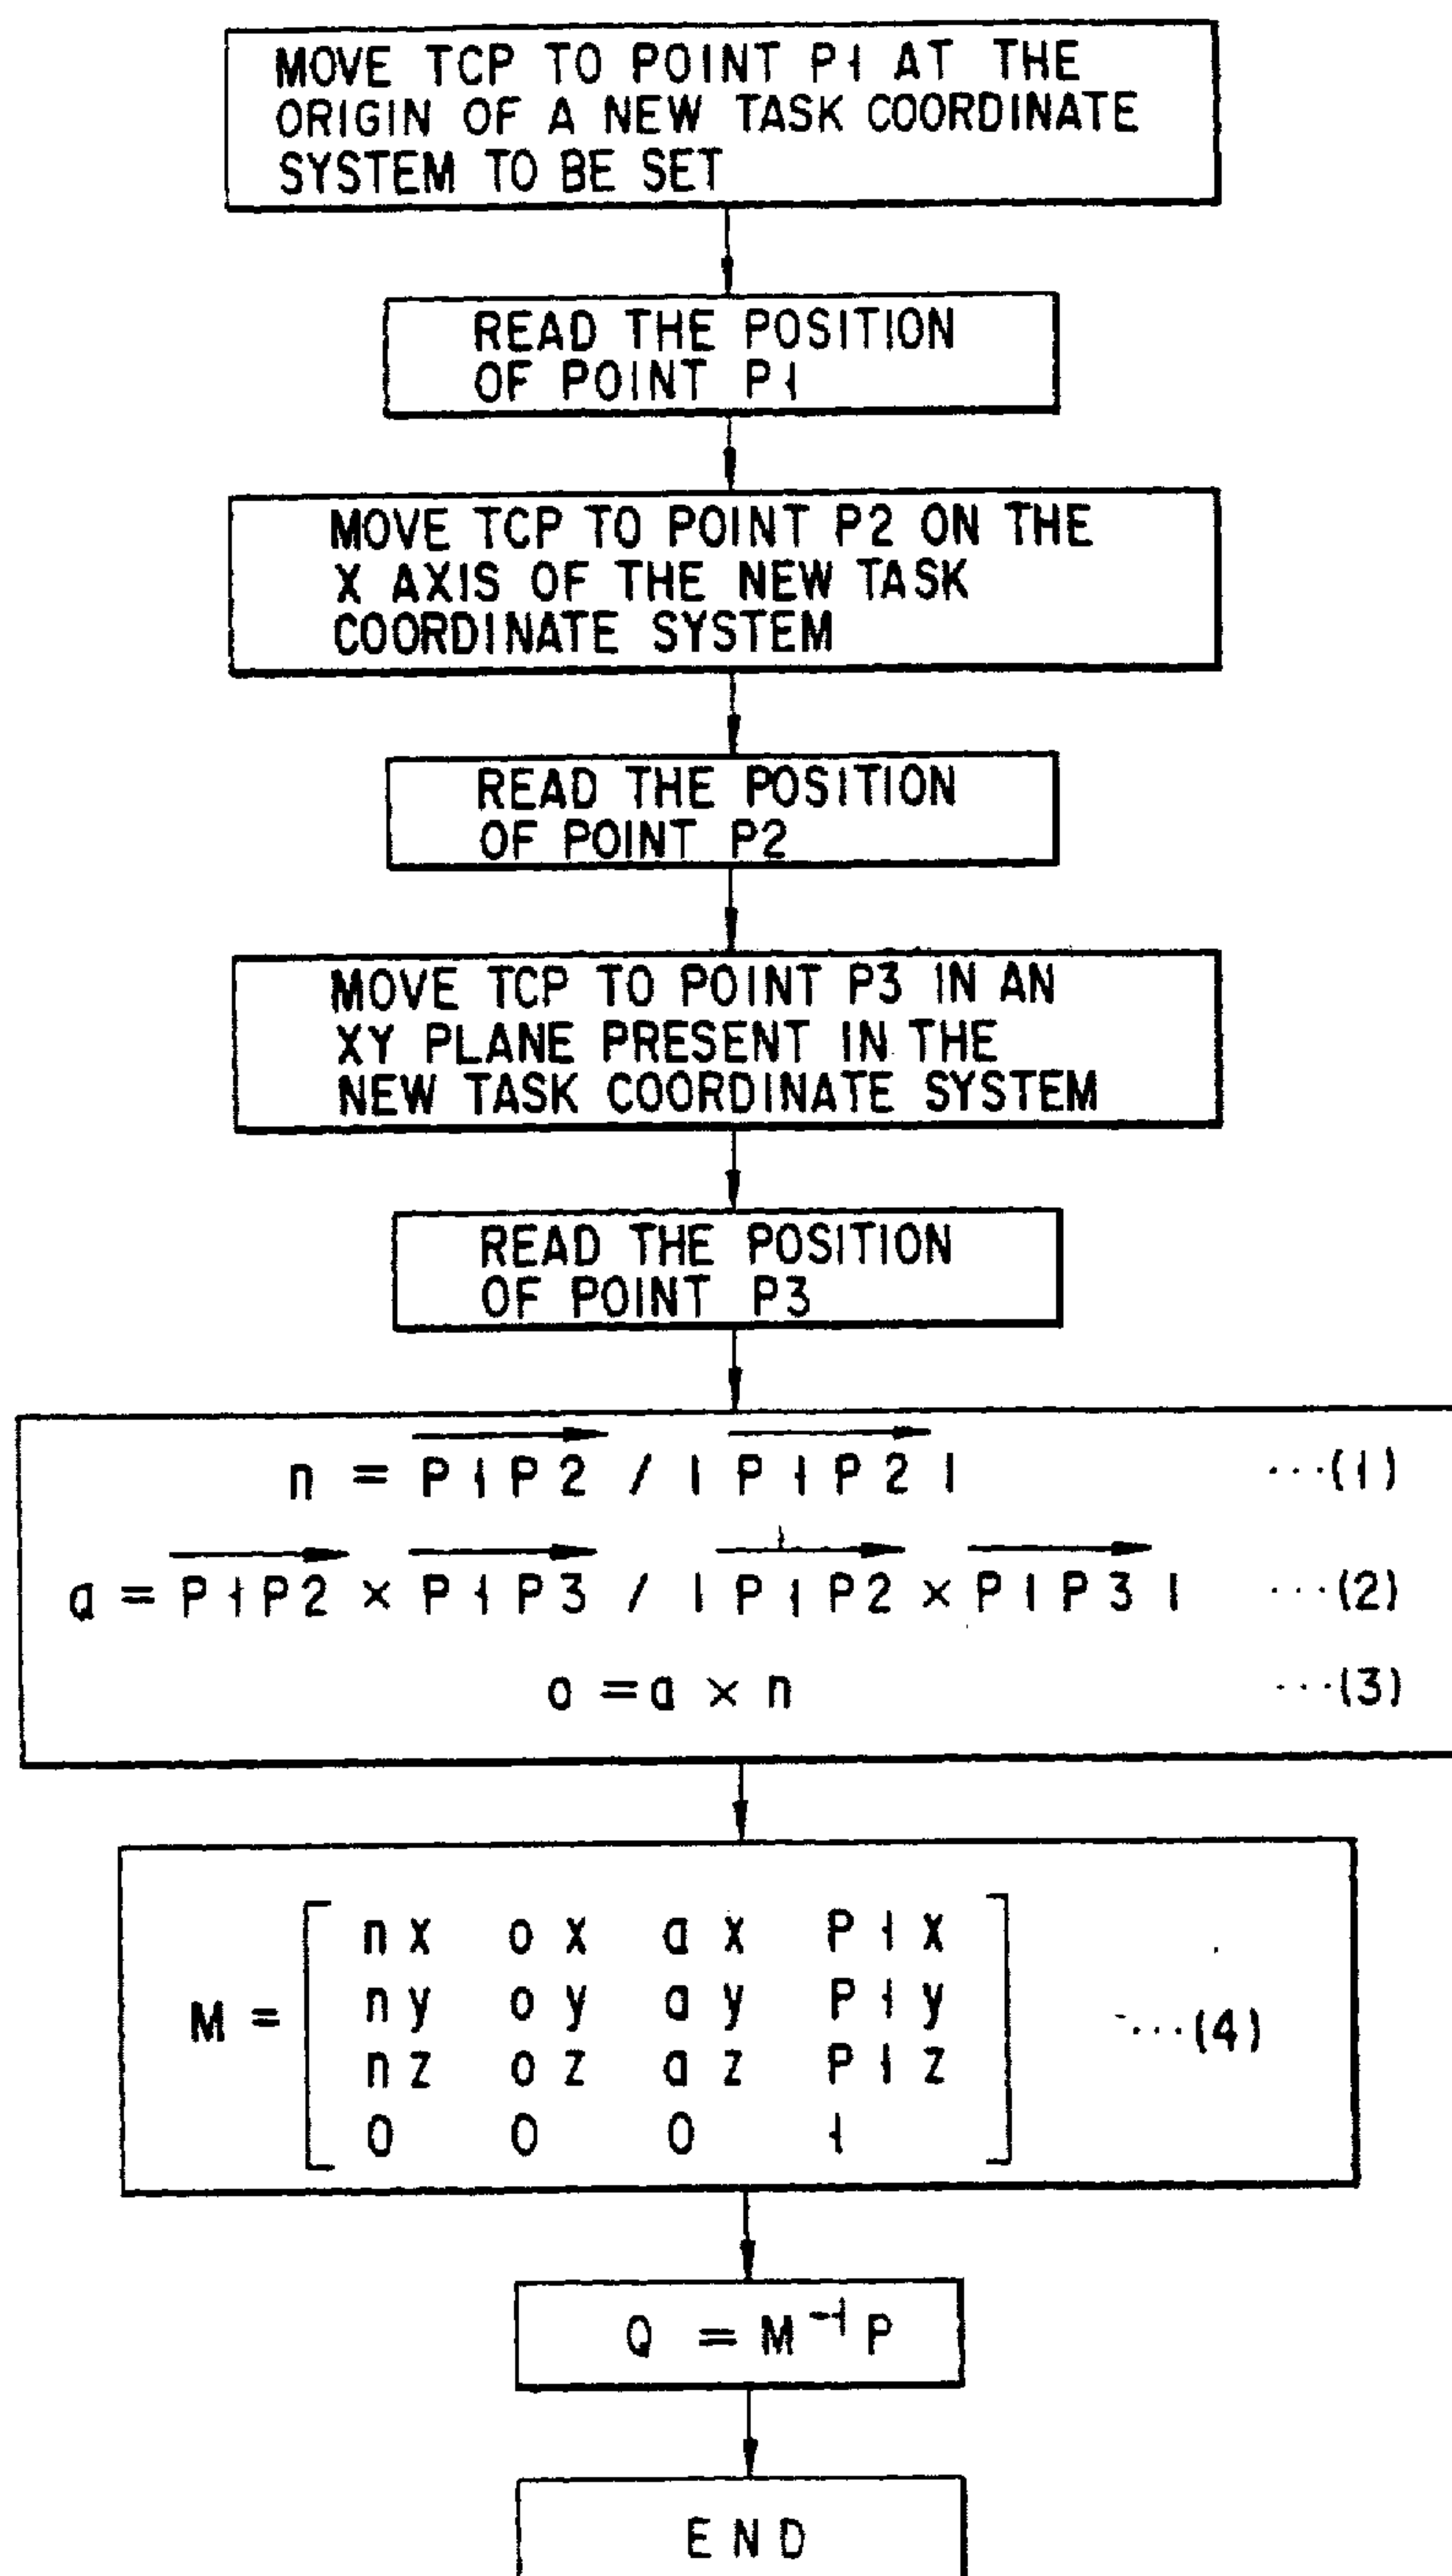 MOVE TCP TO POINT P1 AT THE
ORIGIN OF A NEW TASK COORDINATE
SYSTEM TO BE SET
READ THE POSITION
OF POINT P1
MOVE TCP TO POINT P2 ON THE
X AXIS OF THE NEW TASK
COORDINATE SYSTEM
READ THE POSITION
OF POINT P2
MOVE TCP TO POINT P3 IN AN
XY PLANE PRESENT IN THE
NEW TASK COORDINATE SYSTEM
READ THE POSITION
OF POINT P3
n = P1P2 / | P1P2 | ···(1)
a = P1P2 × P1P3 / | P1P2 × P1P3 | ···(2)
o = a × n ···(3)
nx ox ax P1x
ny oy ay P1y
M = ···(4)
nz oz az P1z
0 0 0 1
Q = M⁻¹ P
END